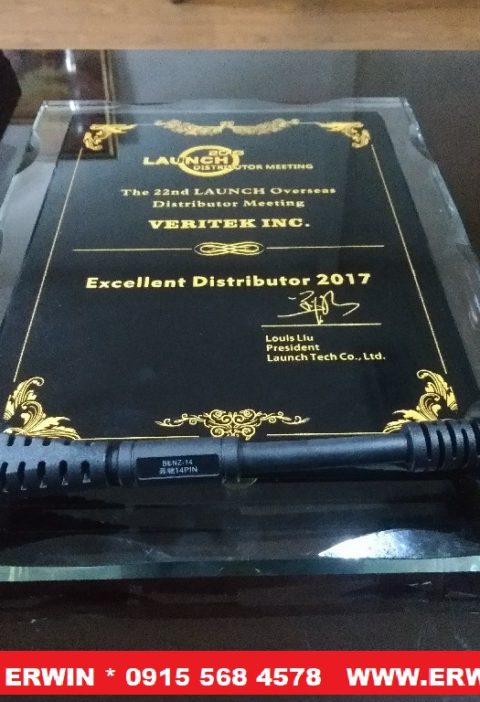 2018
LAUNCH
DISTRIBUTOR MEETING
The 22nd LAUNCH Overseas
Distributor Meeting
VERITEK INC.
Excellent Distributor 2017
Louis Liu
President
Launch Tech Co., Ltd.
BENZ-14
奔驰14PIN
ERWIN * 0915 568 4578 WWW.ERW